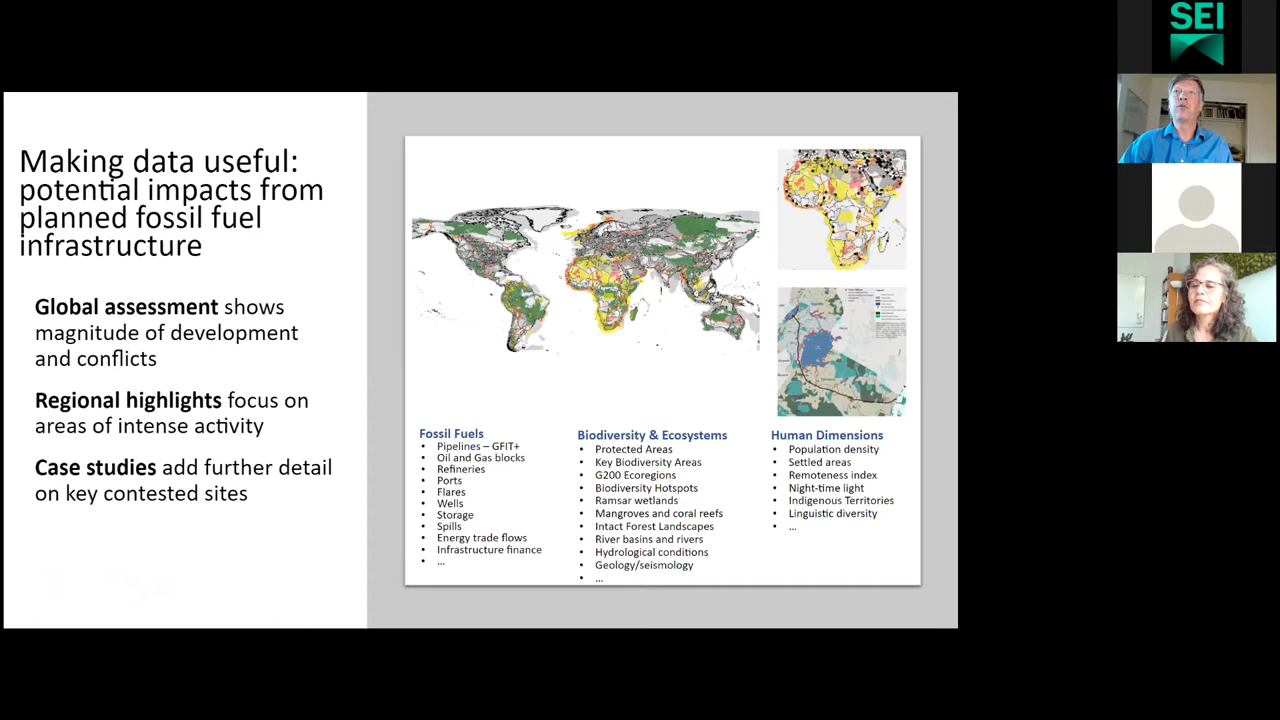 SEI
Making data useful:
potential impacts from
planned fossil fuel
infrastructure
Global assessment shows
magnitude of development
and conflicts
Regional highlights focus on
areas of intense activity
Case studies add further detail
on key contested sites
Fossil Fuels
• Pipelines – GFIT+
• Oil and Gas blocks
• Refineries
• Ports
• Flares
• Wells
• Storage
• Spills
• Energy trade flows
• Infrastructure finance
• ...
Biodiversity & Ecosystems
• Protected Areas
• Key Biodiversity Areas
• G200 Ecoregions
• Biodiversity Hotspots
• Ramsar wetlands
• Mangroves and coral reefs
• Intact Forest Landscapes
• River basins and rivers
• Hydrological conditions
• Geology/seismology
• ...
Human Dimensions
• Population density
• Settled areas
• Remoteness index
• Night-time light
• Indigenous Territories
• Linguistic diversity
• ...